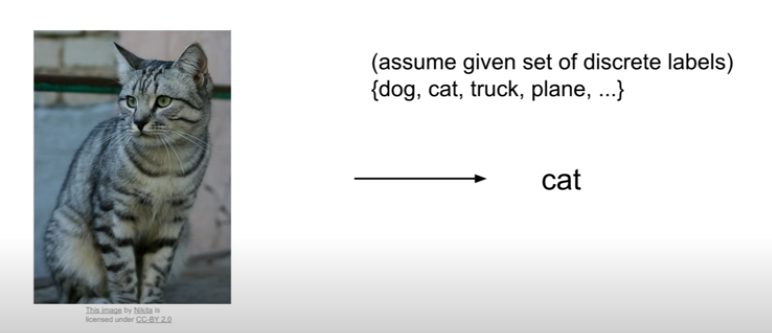 (assume given set of discrete labels)
{dog, cat, truck, plane, ...}
cat
This image by Nikita is
licensed under CC-BY 2.0